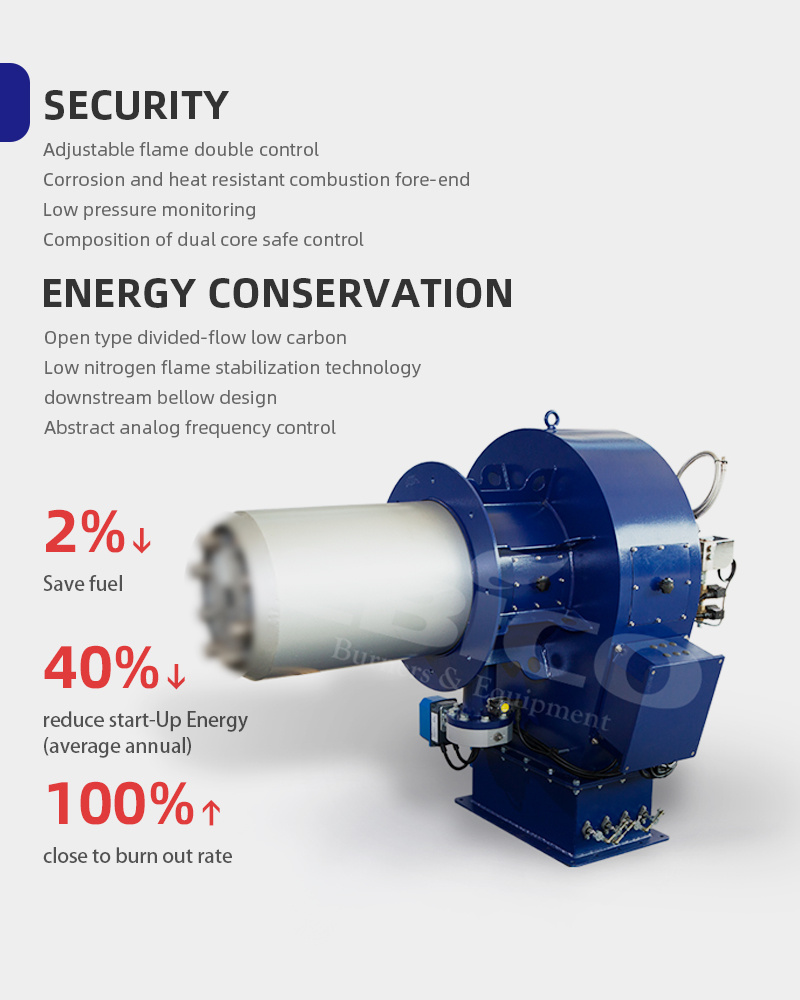 SECURITY
Adjustable flame double control
Corrosion and heat resistant combustion fore-end
Low pressure monitoring
Composition of dual core safe control
ENERGY CONSERVATION
Open type divided-flow low carbon
Low nitrogen flame stabilization technology
downstream bellow design
Abstract analog frequency control
2%↓
Save fuel
40%↓
reduce start-Up Energy
(average annual)
100%↑
close to burn out rate
Burners & Equipment